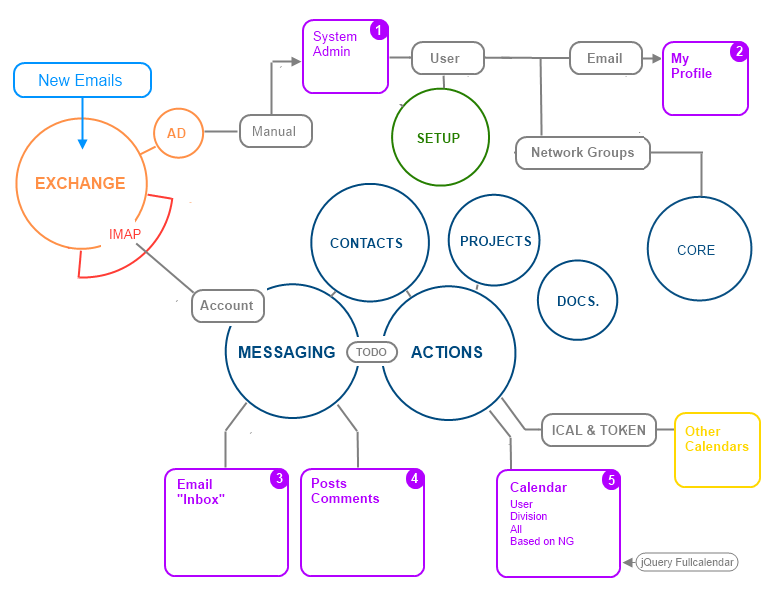 1
System
Admin
User
Email
2
My
Profile
New Emails
AD
Manual
SETUP
Network Groups
EXCHANGE
IMAP
CONTACTS
PROJECTS
CORE
DOCS.
Account
MESSAGING
TODO
ACTIONS
ICAL & TOKEN
Other
Calendars
3
Email
"Inbox"
4
Posts
Comments
5
Calendar
User
Division
All
Based on NG
jQuery Fullcalendar